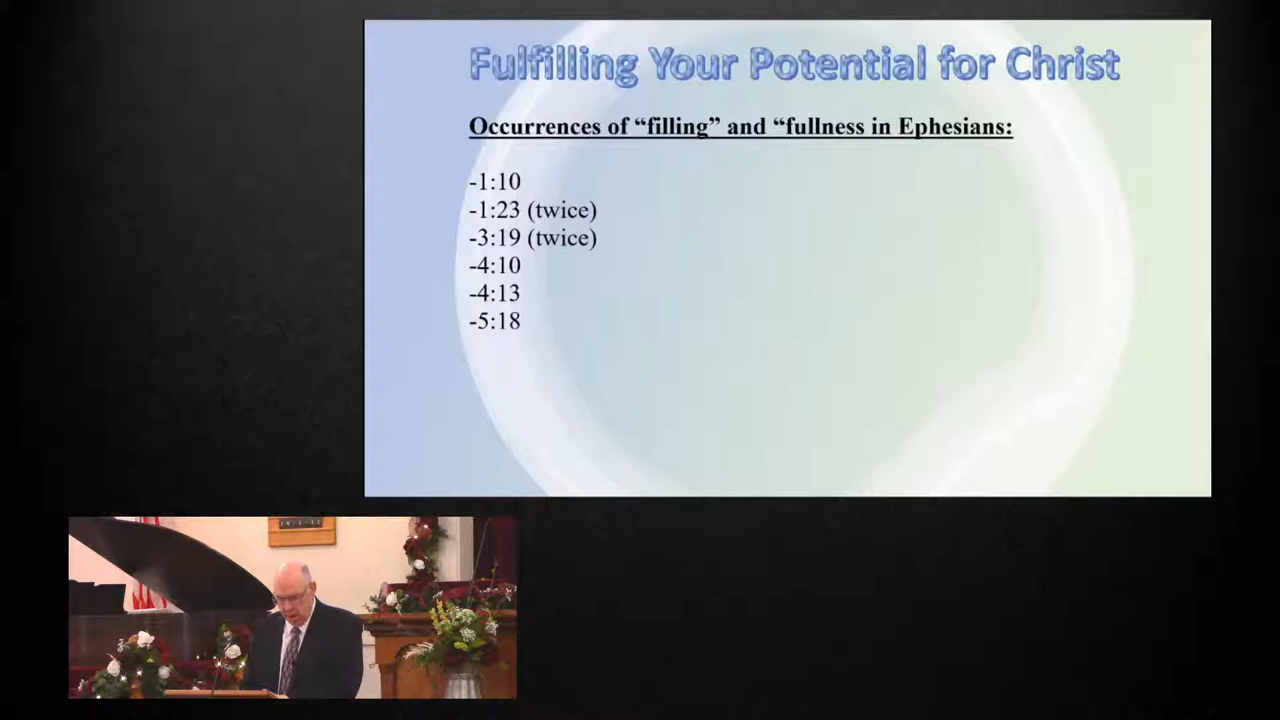 Fulfilling Your Potential for Christ
Occurrences of “filling” and “fullness in Ephesians:
-1:10
-1:23 (twice)
-3:19 (twice)
-4:10
-4:13
-5:18